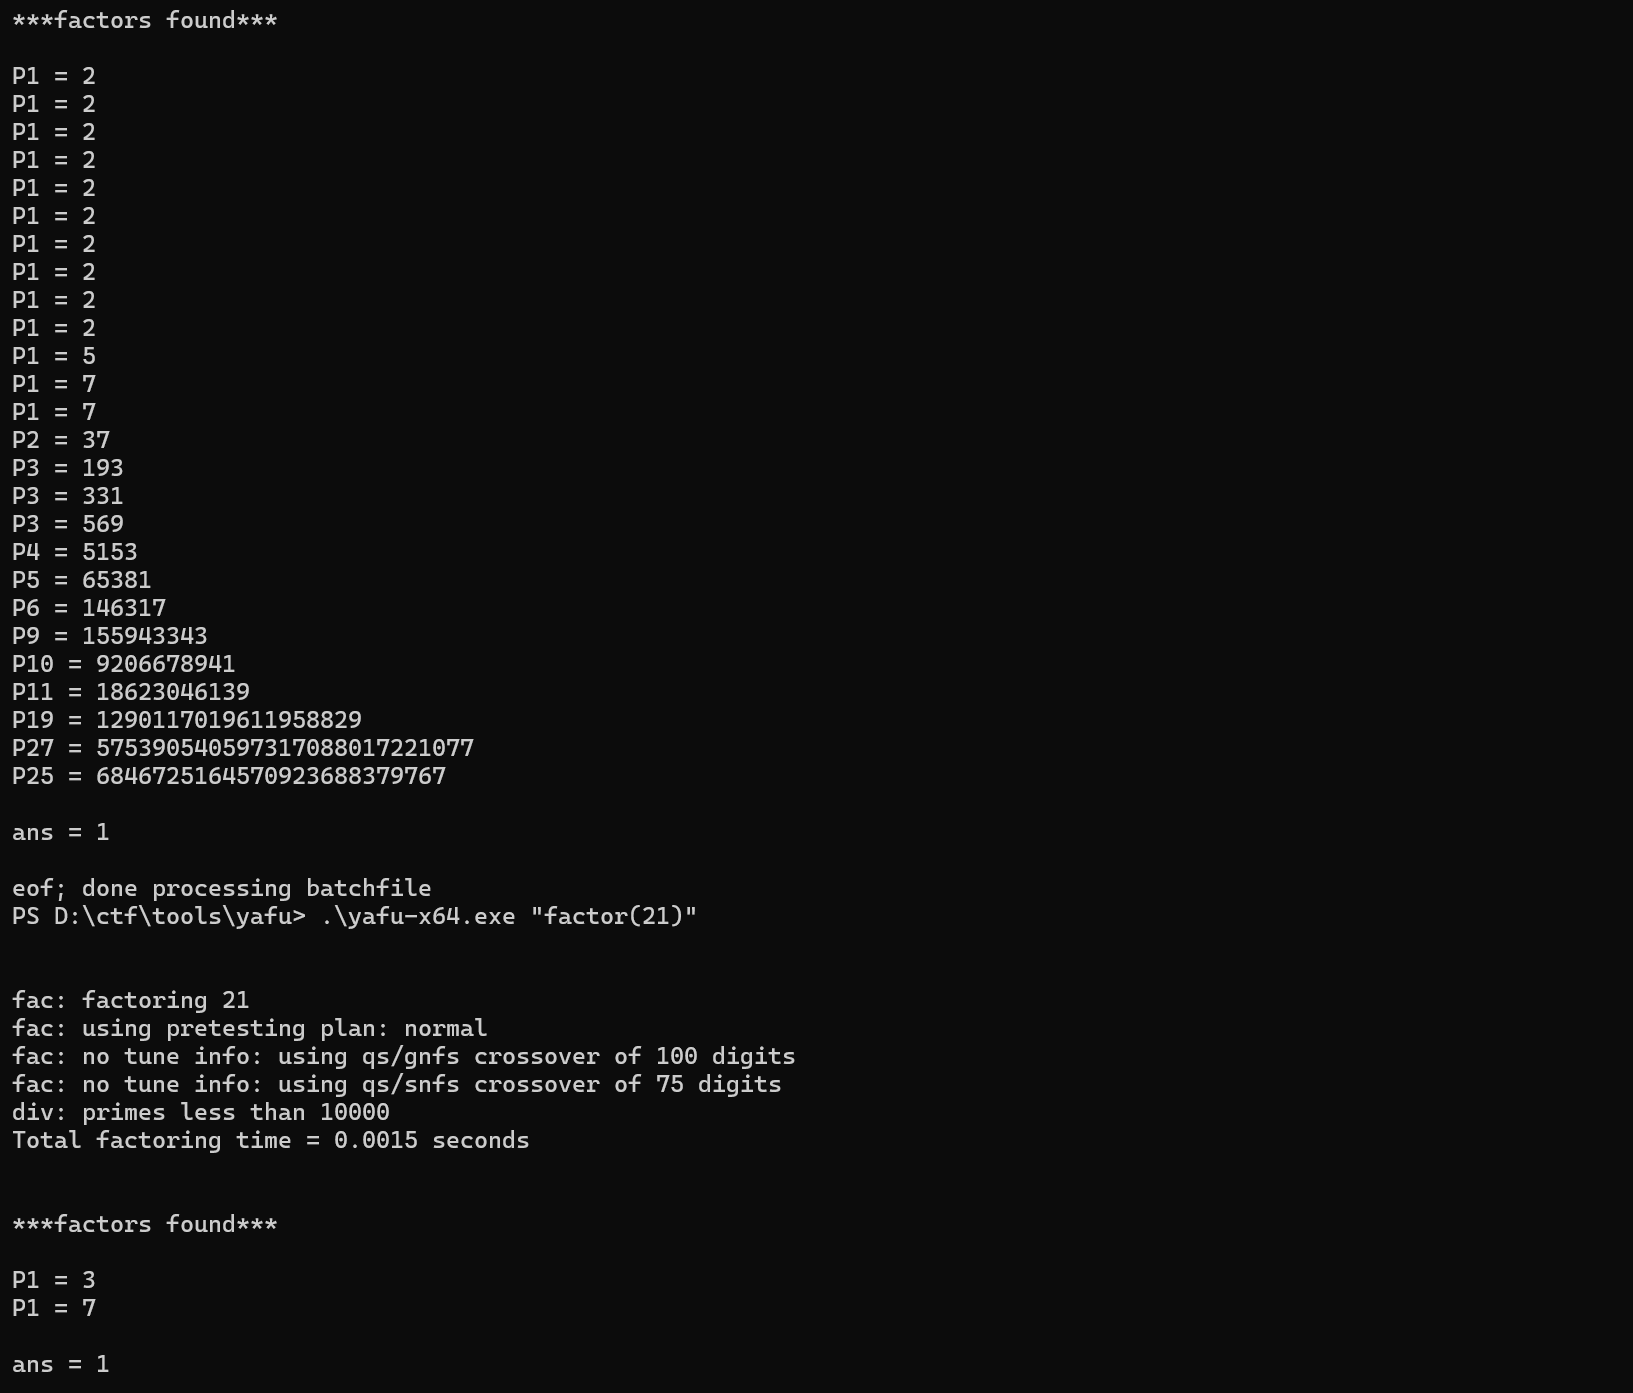 ***factors found***
P1 = 2
P1 = 2
P1 = 2
P1 = 2
P1 = 2
P1 = 2
P1 = 2
P1 = 2
P1 = 2
P1 = 2
P1 = 5
P1 = 7
P1 = 7
P2 = 37
P3 = 193
P3 = 331
P3 = 569
P4 = 5153
P5 = 65381
P6 = 146317
P9 = 155943343
P10 = 9206678941
P11 = 18623046139
P19 = 1290117019611958829
P27 = 575390540597317088017221077
P25 = 6846725164570923688379767
ans = 1
eof; done processing batchfile
PS D:\ctf\tools\yafu> .\yafu-x64.exe "factor(21)"
fac: factoring 21
fac: using pretesting plan: normal
fac: no tune info: using qs/gnfs crossover of 100 digits
fac: no tune info: using qs/snfs crossover of 75 digits
div: primes less than 10000
Total factoring time = 0.0015 seconds
***factors found***
P1 = 3
P1 = 7
ans = 1